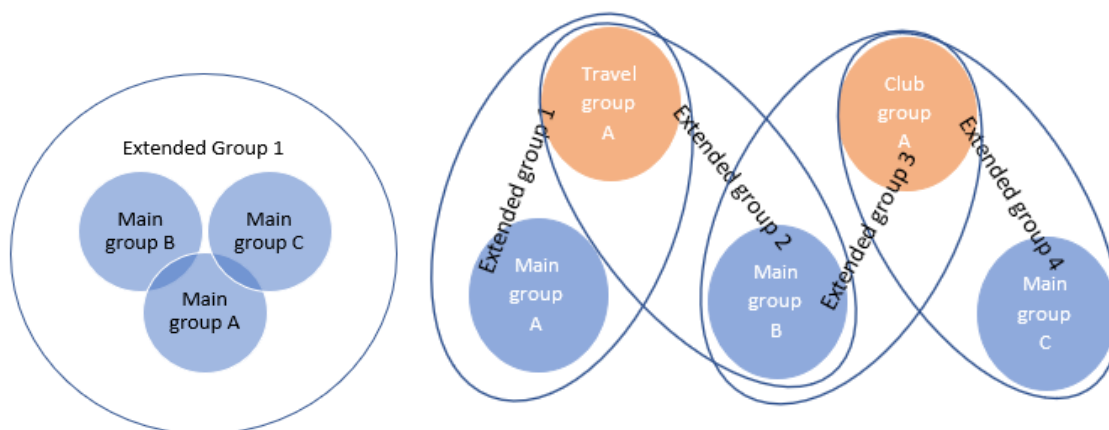 Extended Group 1
Main
group B
Main
group C
Main
group A
Travel
group
A
Club
group
A
Extended group 1
Extended group 2
Extended group 3
Extended group 4
Main
group
A
Main
group
B
Main
group
C